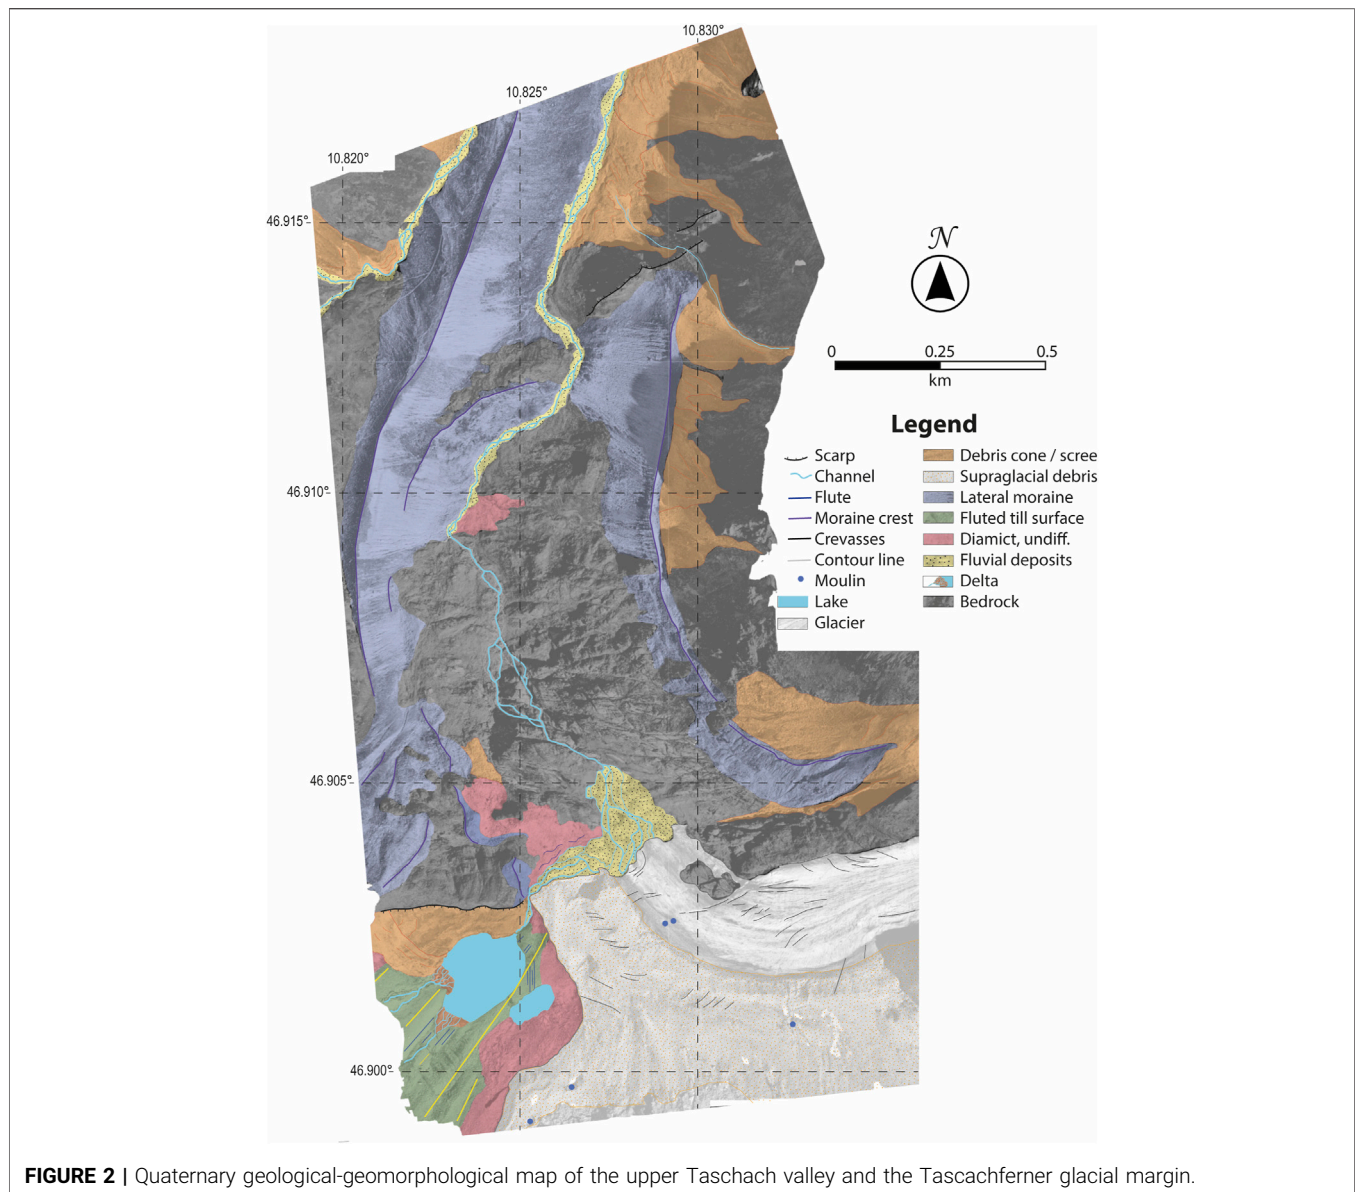 10.830°
10.825°
10.820°
46.915°
N
0 0.25 0.5
km
Legend
Scarp
Channel
Flute
Moraine crest
Crevasses
Contour line
Moulin
Lake
Glacier
Debris cone / scree
Supraglacial debris
Lateral moraine
Fluted till surface
Diamict, undiff.
Fluvial deposits
Delta
Bedrock
46.910°
46.905°
46.900°
FIGURE 2 | Quaternary geological-geomorphological map of the upper Taschach valley and the Tascachferner glacial margin.